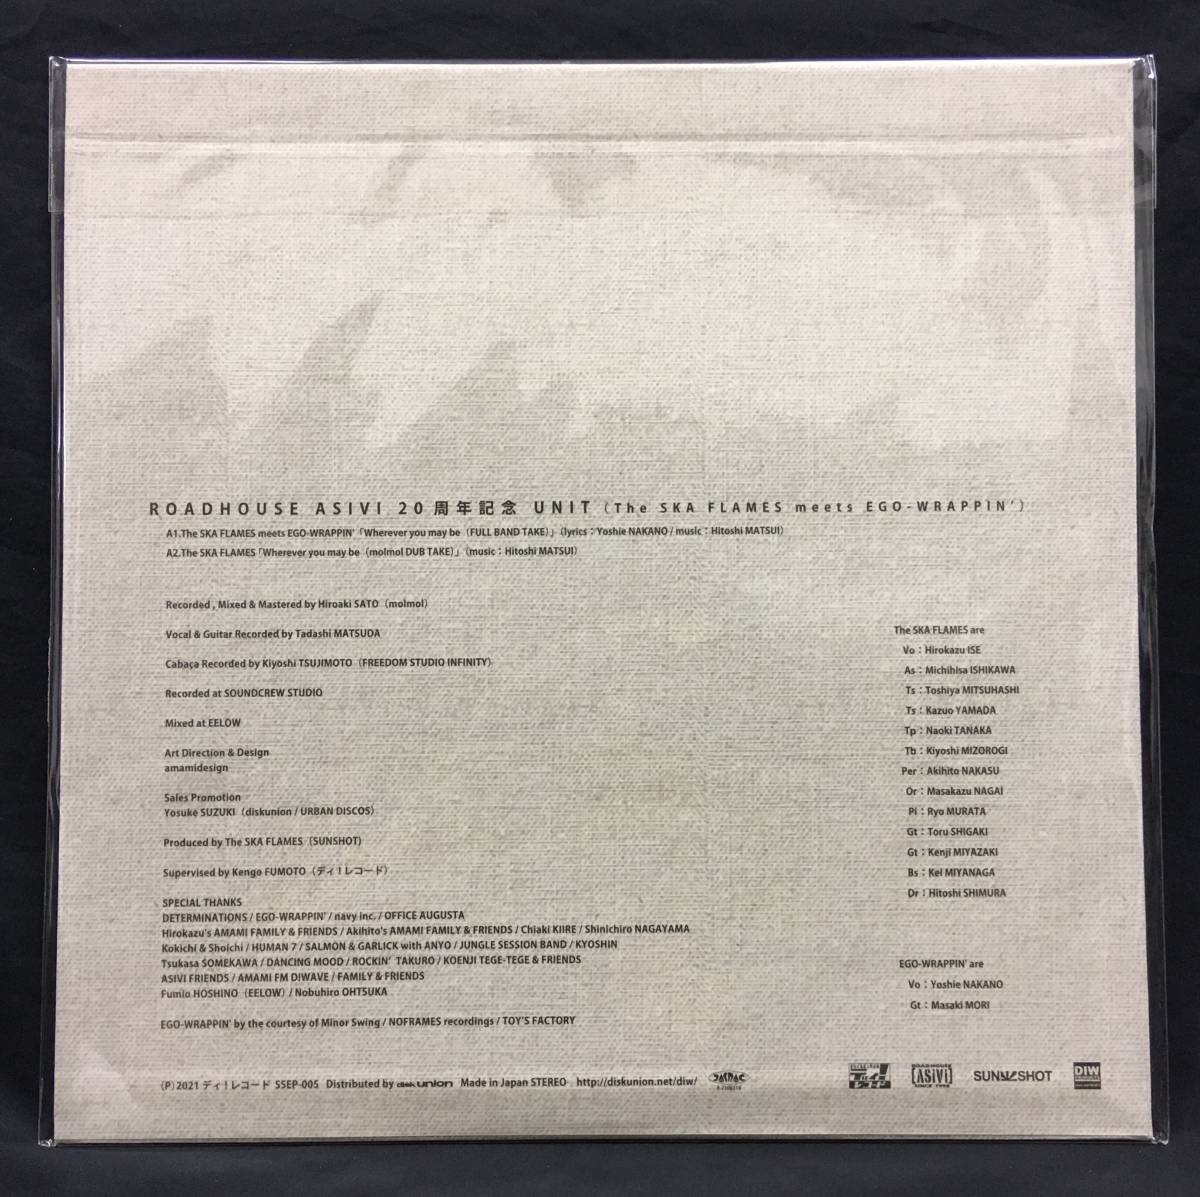 ROADHOUSE ASIVI 20周年記念 UNIT (The SKA FLAMES meets EGO-WRAPPIN')
A1.The SKA FLAMES meets EGO-WRAPPIN'「Wherever you may be（FULL BAND TAKE）」（lyrics：Yoshie NAKANO / music：Hitoshi MATSUI）
A2.The SKA FLAMES「Wherever you may be（molmol DUB TAKE）」（music：Hitoshi MATSUI）
Recorded , Mixed & Mastered by Hiroaki SATO（molmol）
Vocal & Guitar Recorded by Tadashi MATSUDA
Cabaça Recorded by Kiyoshi TSUJIMOTO（FREEDOM STUDIO INFINITY）
Recorded at SOUNDCREW STUDIO
Mixed at EELOW
Art Direction & Design
amamidesign
Sales Promotion
Yosuke SUZUKI（diskunion / URBAN DISCOS）
Produced by The SKA FLAMES（SUNSHOT）
Supervised by Kengo FUMOTO（ディ！レコード）
SPECIAL THANKS
DETERMINATIONS / EGO-WRAPPIN' / navy inc. / OFFICE AUGUSTA
Hirokazu's AMAMI FAMILY & FRIENDS / Akihito's AMAMI FAMILY & FRIENDS / Chiaki KIIRE / Shinichiro NAGAYAMA
Kokichi & Shoichi / HUMAN 7 / SALMON & GARLICK with ANYO / JUNGLE SESSION BAND / KYOSHIN
Tsukasa SOMEKAWA / DANCING MOOD / ROCKIN' TAKURO / KOENJI TEGE-TEGE & FRIENDS
ASIVI FRIENDS / AMAMI FM DIWAVE / FAMILY & FRIENDS
Fumio HOSHINO（EELOW）/ Nobuhiro OHTSUKA
EGO-WRAPPIN' by the courtesy of Minor Swing / NOFRAMES recordings / TOY'S FACTORY
The SKA FLAMES are
Vo：Hirokazu ISE
As：Michihisa ISHIKAWA
Ts：Toshiya MITSUHASHI
Ts：Kazuo YAMADA
Tp：Naoki TANAKA
Tb：Kiyoshi MIZOROGI
Per：Akihito NAKASU
Or：Masakazu NAGAI
Pi：Ryo MURATA
Gt：Toru SHIGAKI
Gt：Kenji MIYAZAKI
Bs：Kei MIYANAGA
Dr：Hitoshi SHIMURA
EGO-WRAPPIN' are
Vo：Yoshie NAKANO
Gt：Masaki MORI
(P) 2021 ディ！レコード SSEP-005 Distributed by disk union Made in Japan STEREO http://diskunion.net/diw/ JASRAC
ディ！レコード ROADHOUSE ASiVi SINCE 1998 SUNSHOT DIW